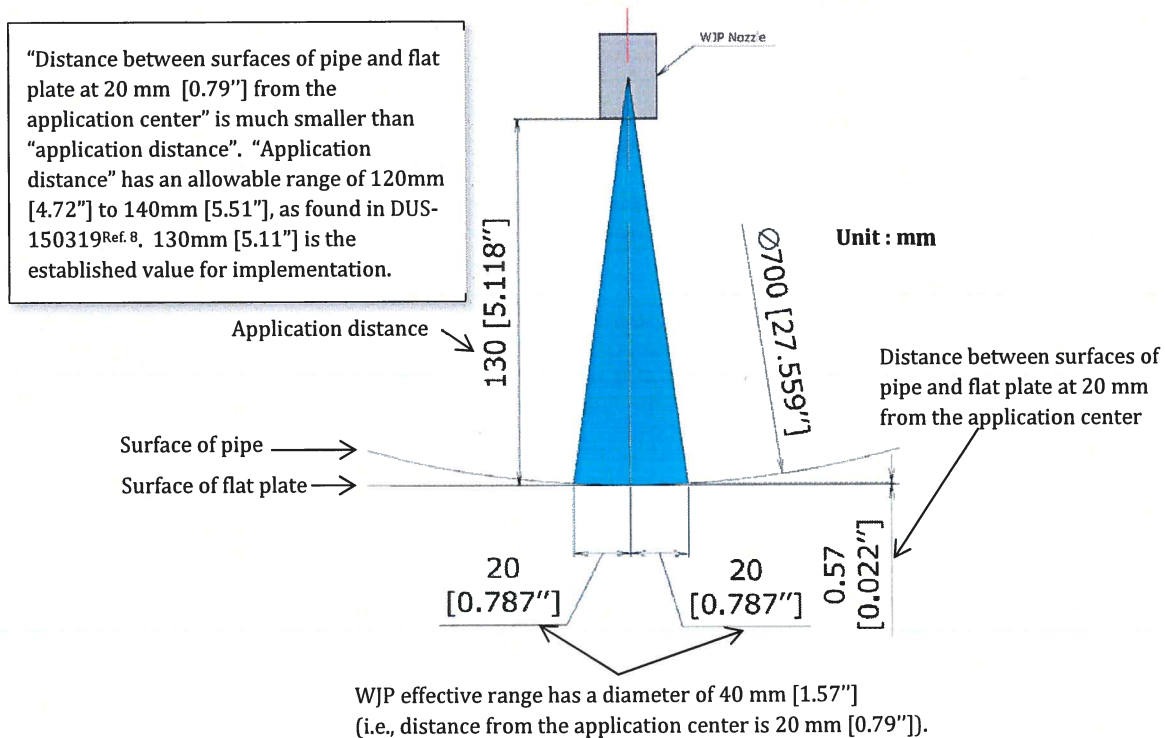 “Distance between surfaces of pipe and flat
plate at 20 mm [0.79”] from the
application center” is much smaller than
“application distance”. “Application
distance” has an allowable range of 120mm
[4.72”] to 140mm [5.51”], as found in DUS-
150319Ref. 8. 130mm [5.11”] is the
established value for implementation.
WJP Nozzle
Unit : mm
Application distance
130 [5.118”]
Ø700 [27.559”]
Distance between surfaces of
pipe and flat plate at 20 mm
from the application center
Surface of pipe
Surface of flat plate
20
[0.787”]
20
[0.787”]
0.57
[0.022”]
WJP effective range has a diameter of 40 mm [1.57”]
(i.e., distance from the application center is 20 mm [0.79”]).